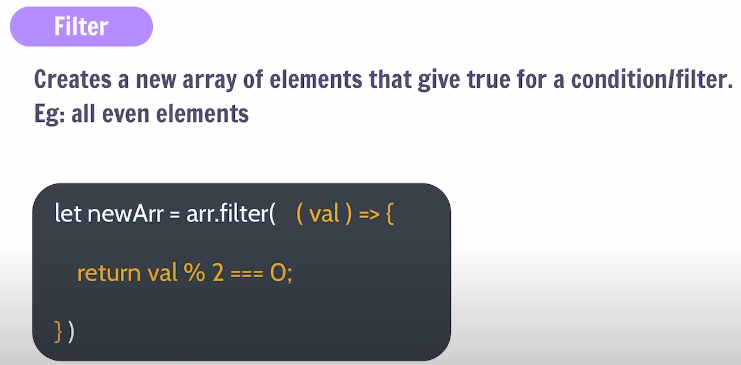 Filter
Creates a new array of elements that give true for a condition/filter.
Eg: all even elements
let newArr = arr.filter( ( val ) => {
return val % 2 === 0;
} )